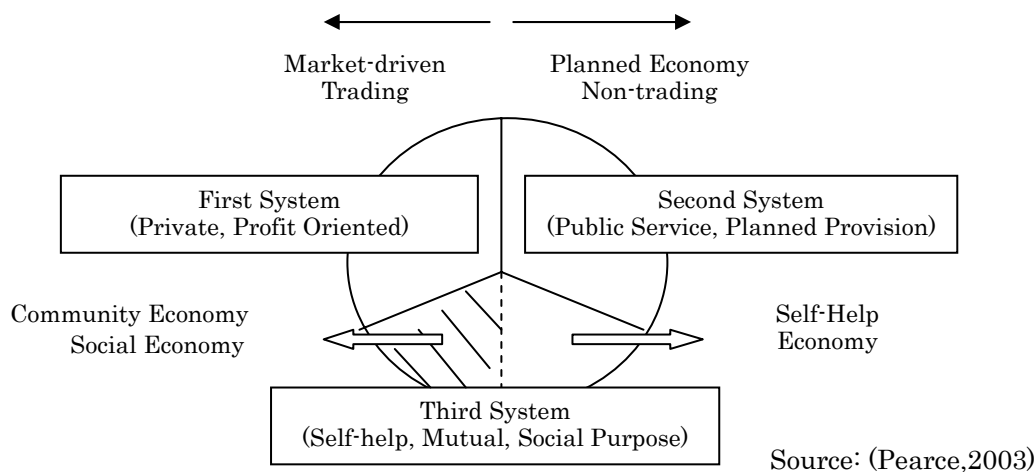 Market-driven
Trading
Planned Economy
Non-trading
First System
(Private, Profit Oriented)
Second System
(Public Service, Planned Provision)
Community Economy
Social Economy
Self-Help
Economy
Third System
(Self-help, Mutual, Social Purpose)
Source: (Pearce,2003)